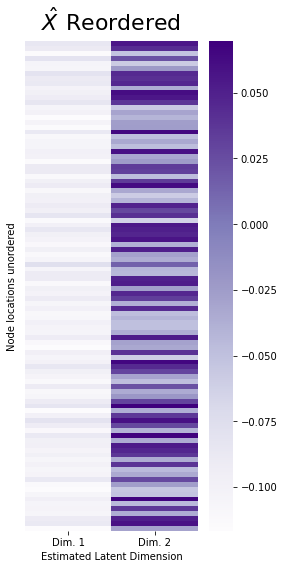 X̂ Reordered
Node locations unordered
0.050
0.025
0.000
−0.025
−0.050
−0.075
−0.100
Dim. 1 Dim. 2
Estimated Latent Dimension